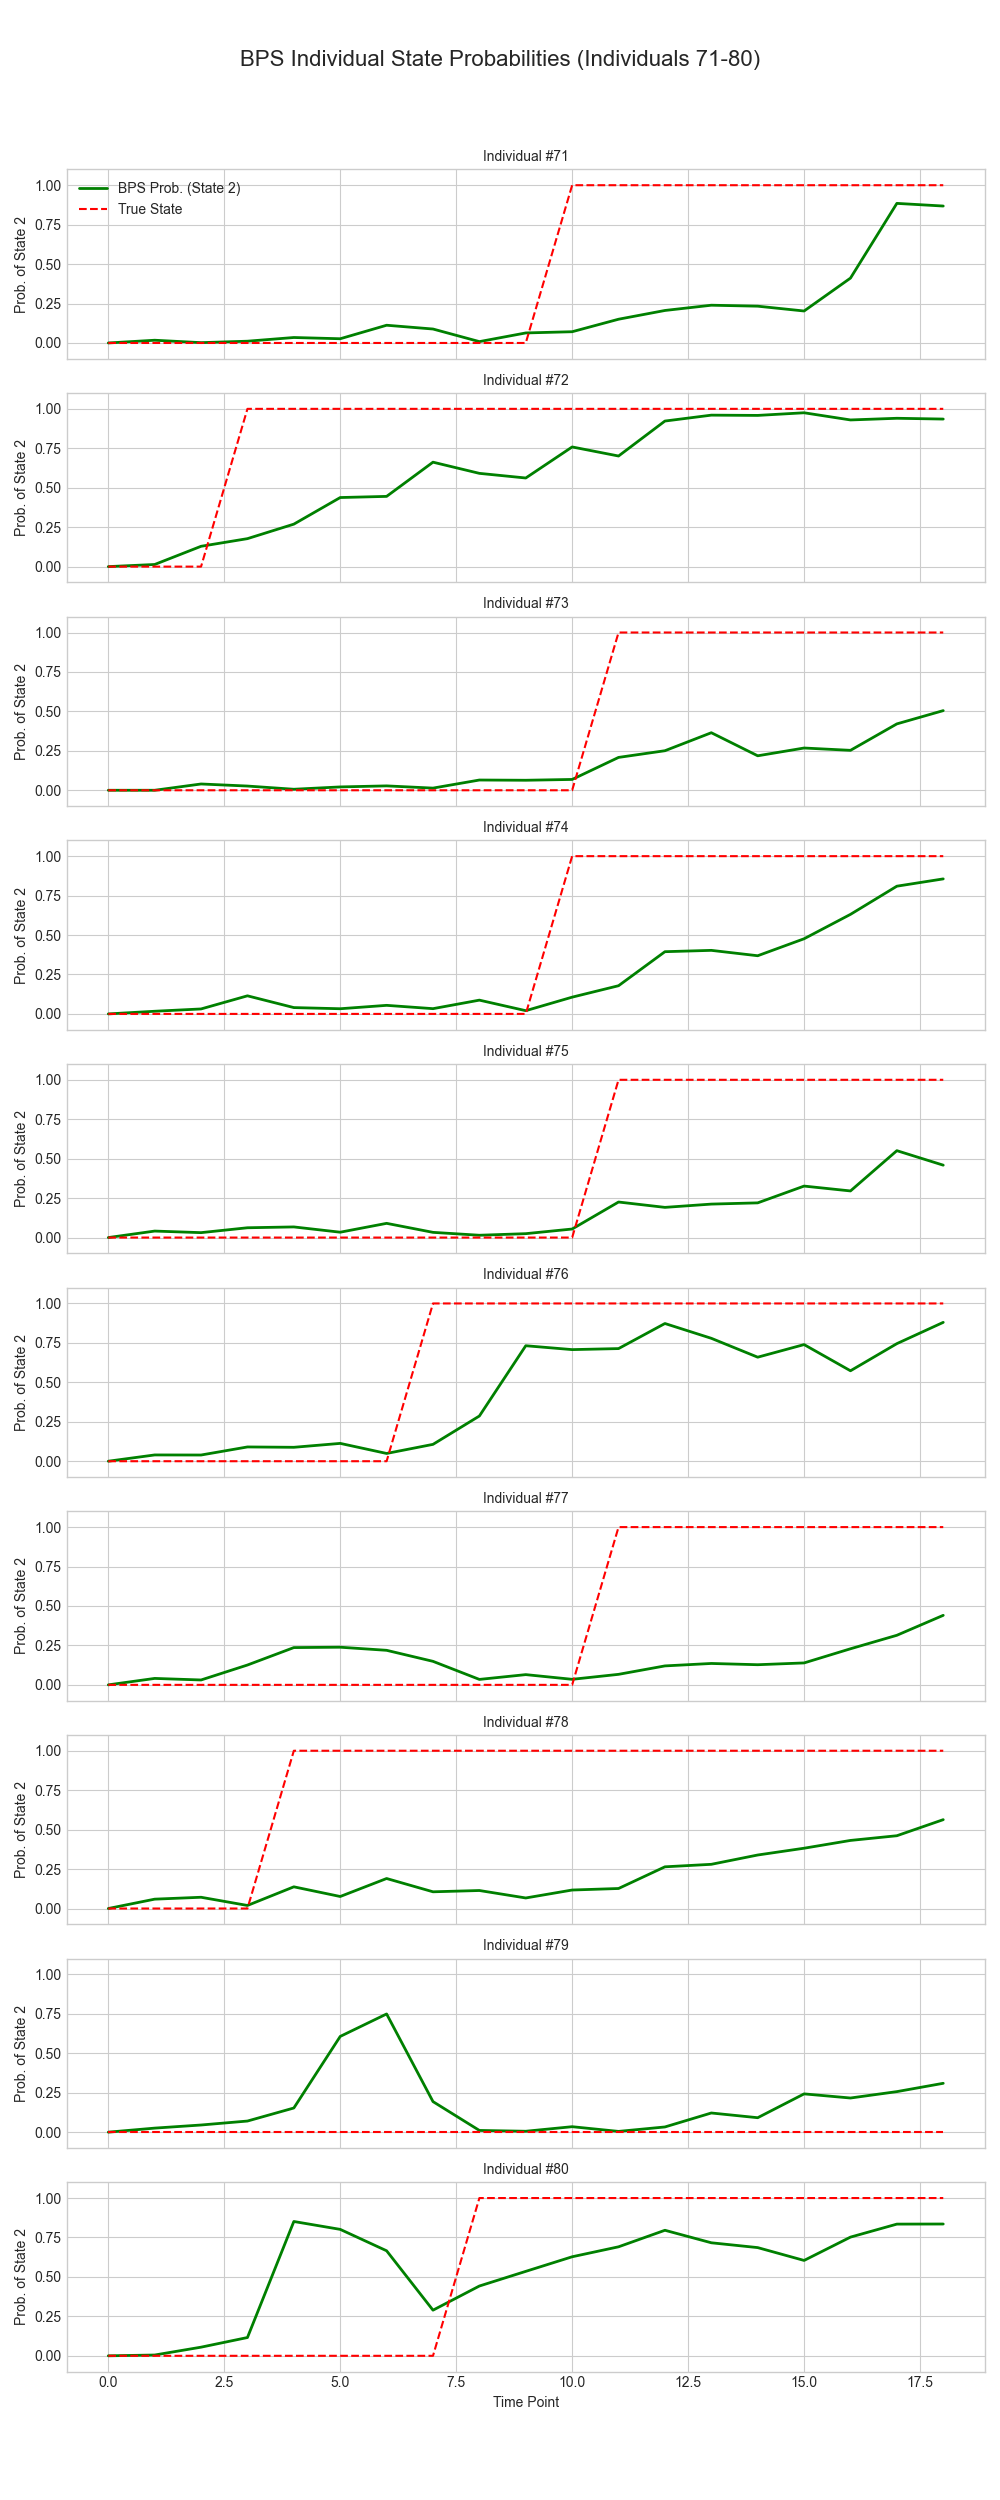 BPS Individual State Probabilities (Individuals 71-80)
Individual #71
BPS Prob. (State 2)
True State
1.00
0.75
0.50
0.25
0.00
Prob. of State 2
Individual #72
1.00
0.75
0.50
0.25
0.00
Prob. of State 2
Individual #73
1.00
0.75
0.50
0.25
0.00
Prob. of State 2
Individual #74
1.00
0.75
0.50
0.25
0.00
Prob. of State 2
Individual #75
1.00
0.75
0.50
0.25
0.00
Prob. of State 2
Individual #76
1.00
0.75
0.50
0.25
0.00
Prob. of State 2
Individual #77
1.00
0.75
0.50
0.25
0.00
Prob. of State 2
Individual #78
1.00
0.75
0.50
0.25
0.00
Prob. of State 2
Individual #79
1.00
0.75
0.50
0.25
0.00
Prob. of State 2
Individual #80
1.00
0.75
0.50
0.25
0.00
Prob. of State 2
0.0 2.5 5.0 7.5 10.0 12.5 15.0 17.5
Time Point